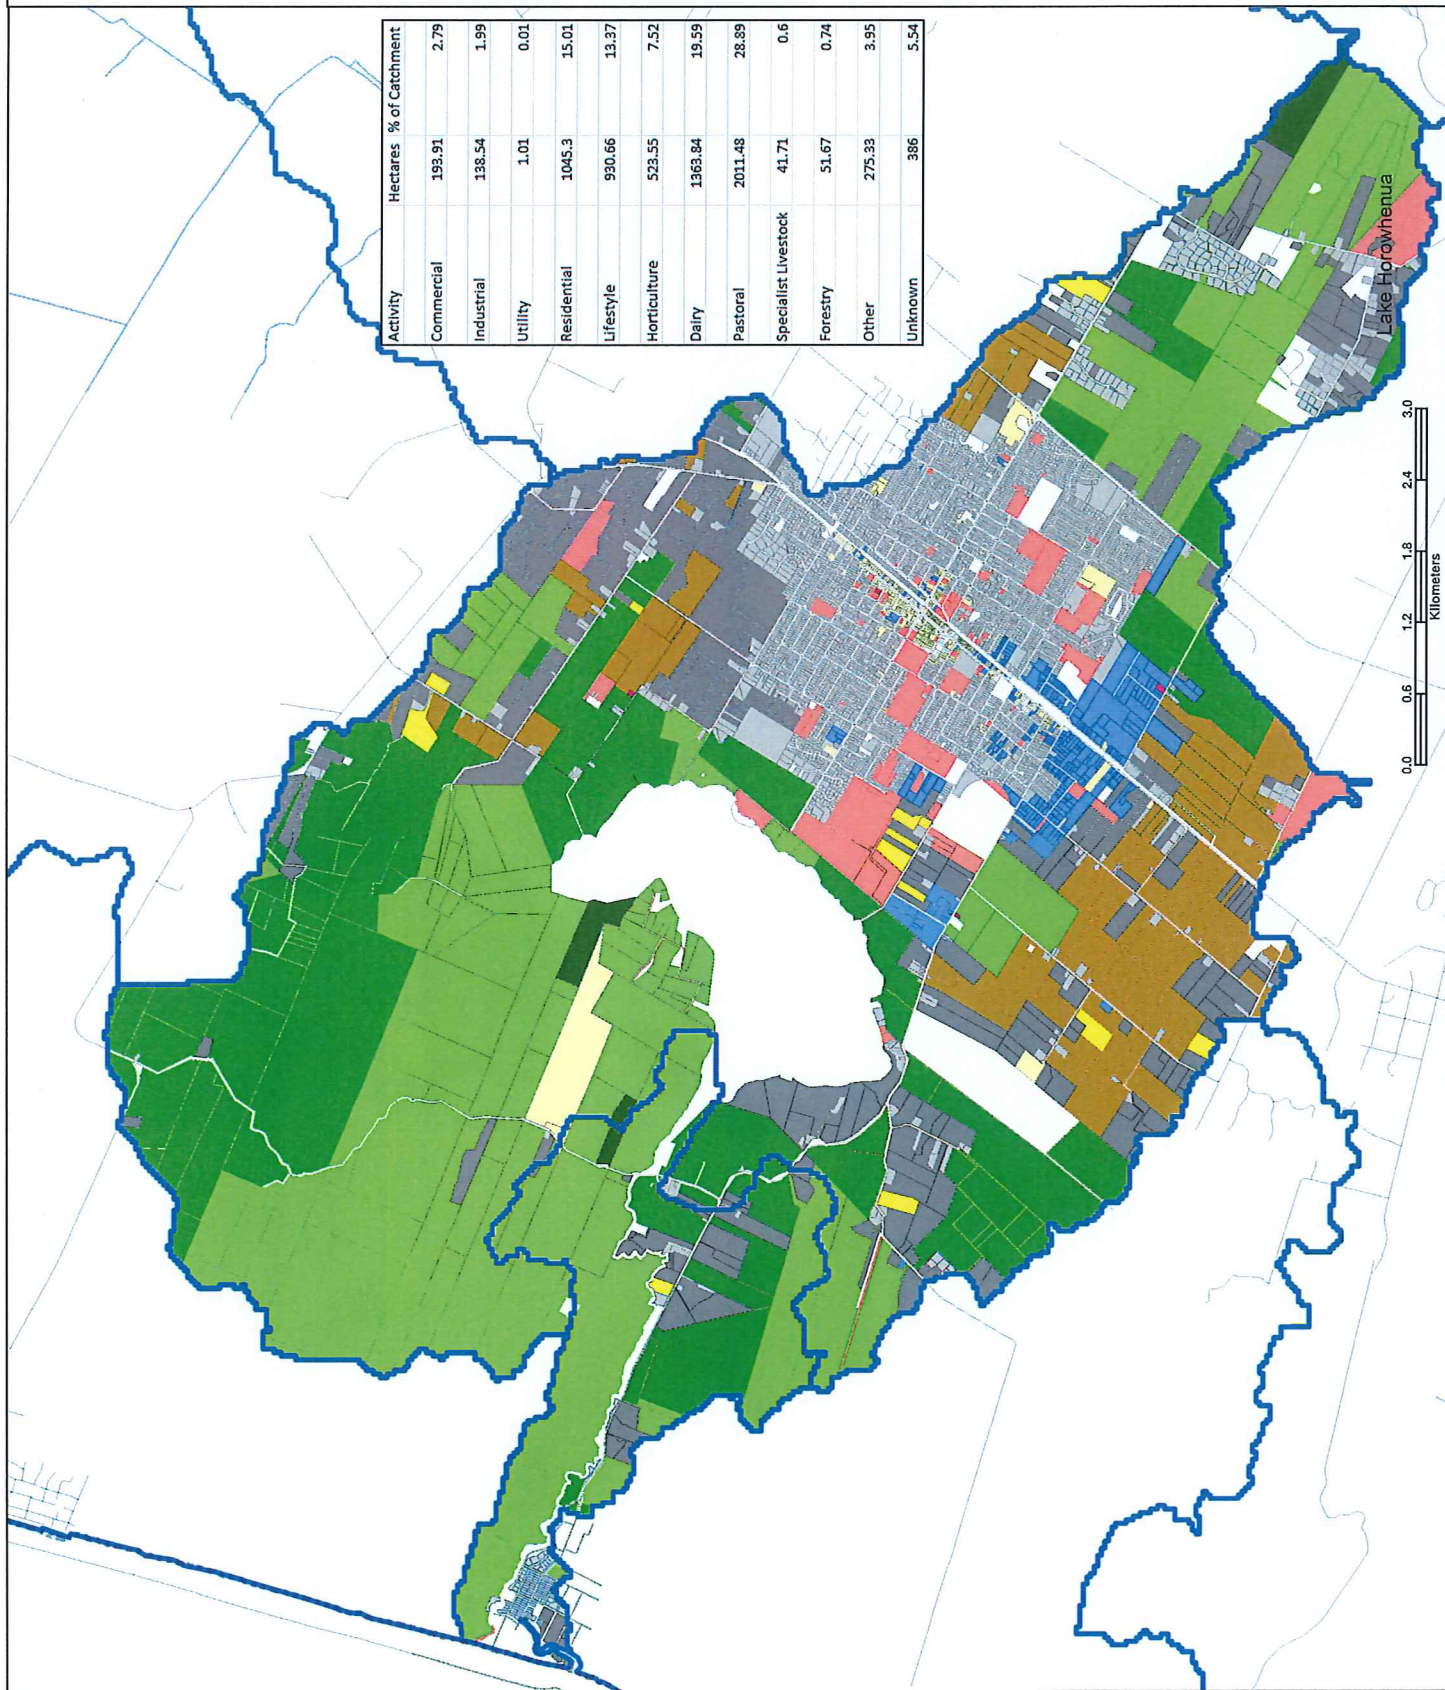 Activity Hectares % of Catchment
Commercial 193.91 2.79
Industrial 138.54 1.99
Utility 1.01 0.01
Residential 1045.3 15.01
Lifestyle 930.66 13.37
Horticulture 523.55 7.52
Dairy 1363.84 19.59
Pastoral 2011.48 28.89
Specialist Livestock 41.71 0.6
Forestry 51.67 0.74
Other 275.33 3.95
Unknown 386 5.54
Lake Horowhenua
0.0 0.6 1.2 1.8 2.4 3.0
Kilometers